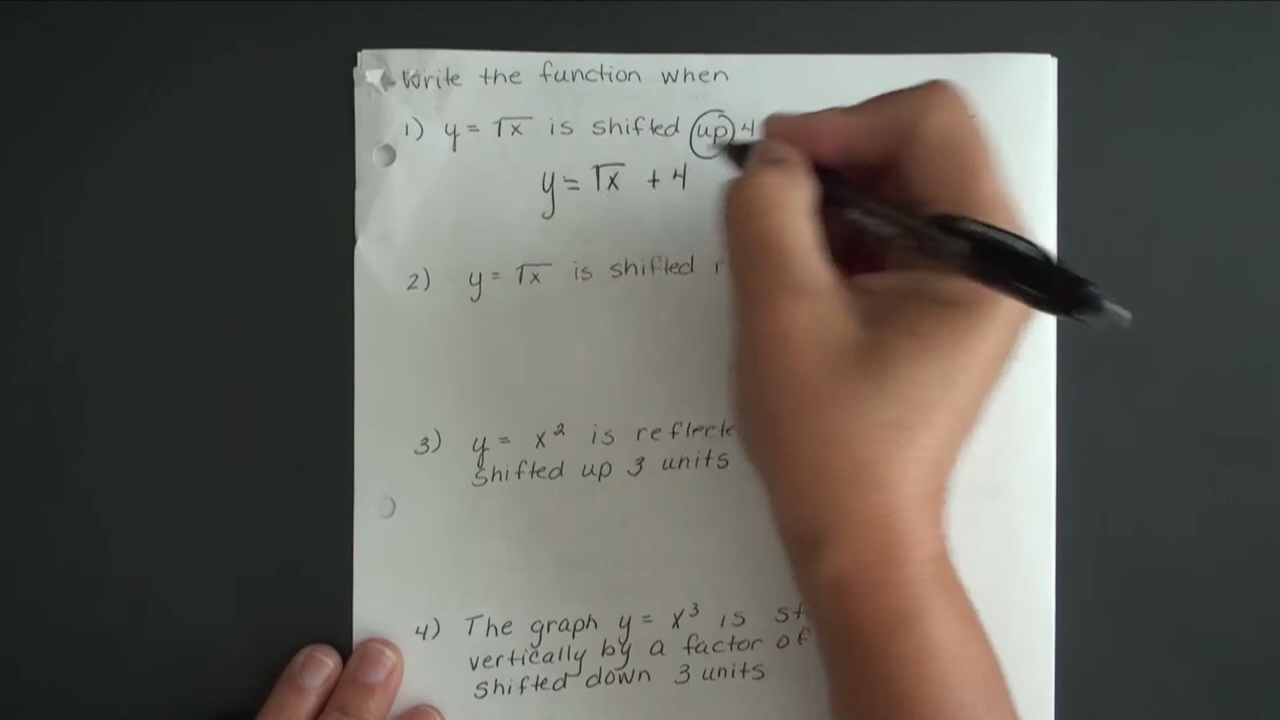 Write the function when
1) y = √x is shifted up 4
y = √x + 4
2) y = √x is shifted
3) y = x² is
shifted up 3 units
4) The graph y = x³ is
vertically by a factor of
shifted down 3 units